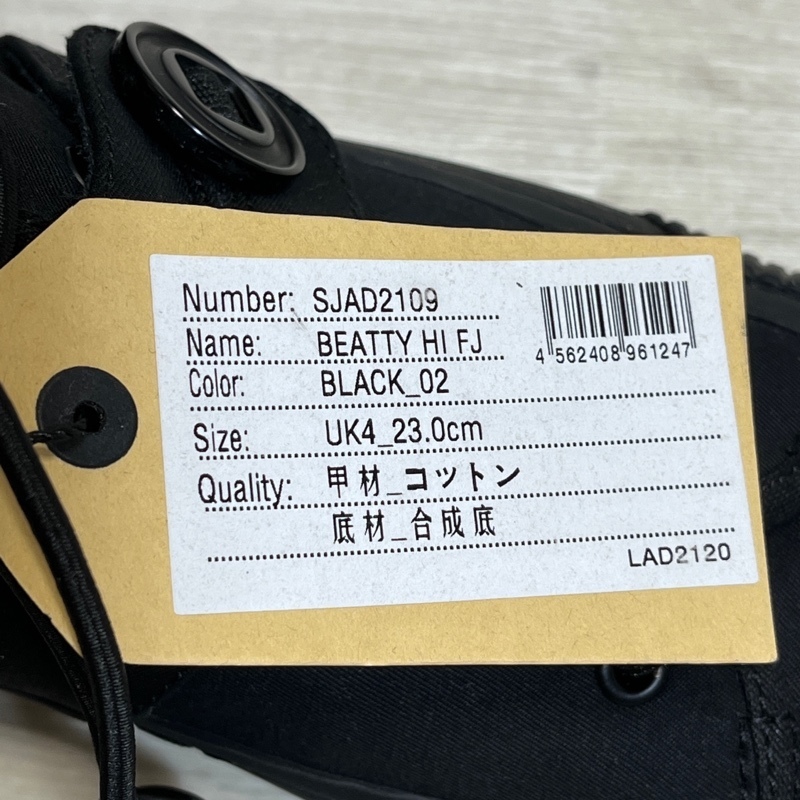 Number: SJAD2109
Name: BEATTY HI FJ
Color: BLACK_02
4 562408 961247
Size: UK4_23.0cm
Quality: 甲材_コットン
底材_合成底
LAD2120